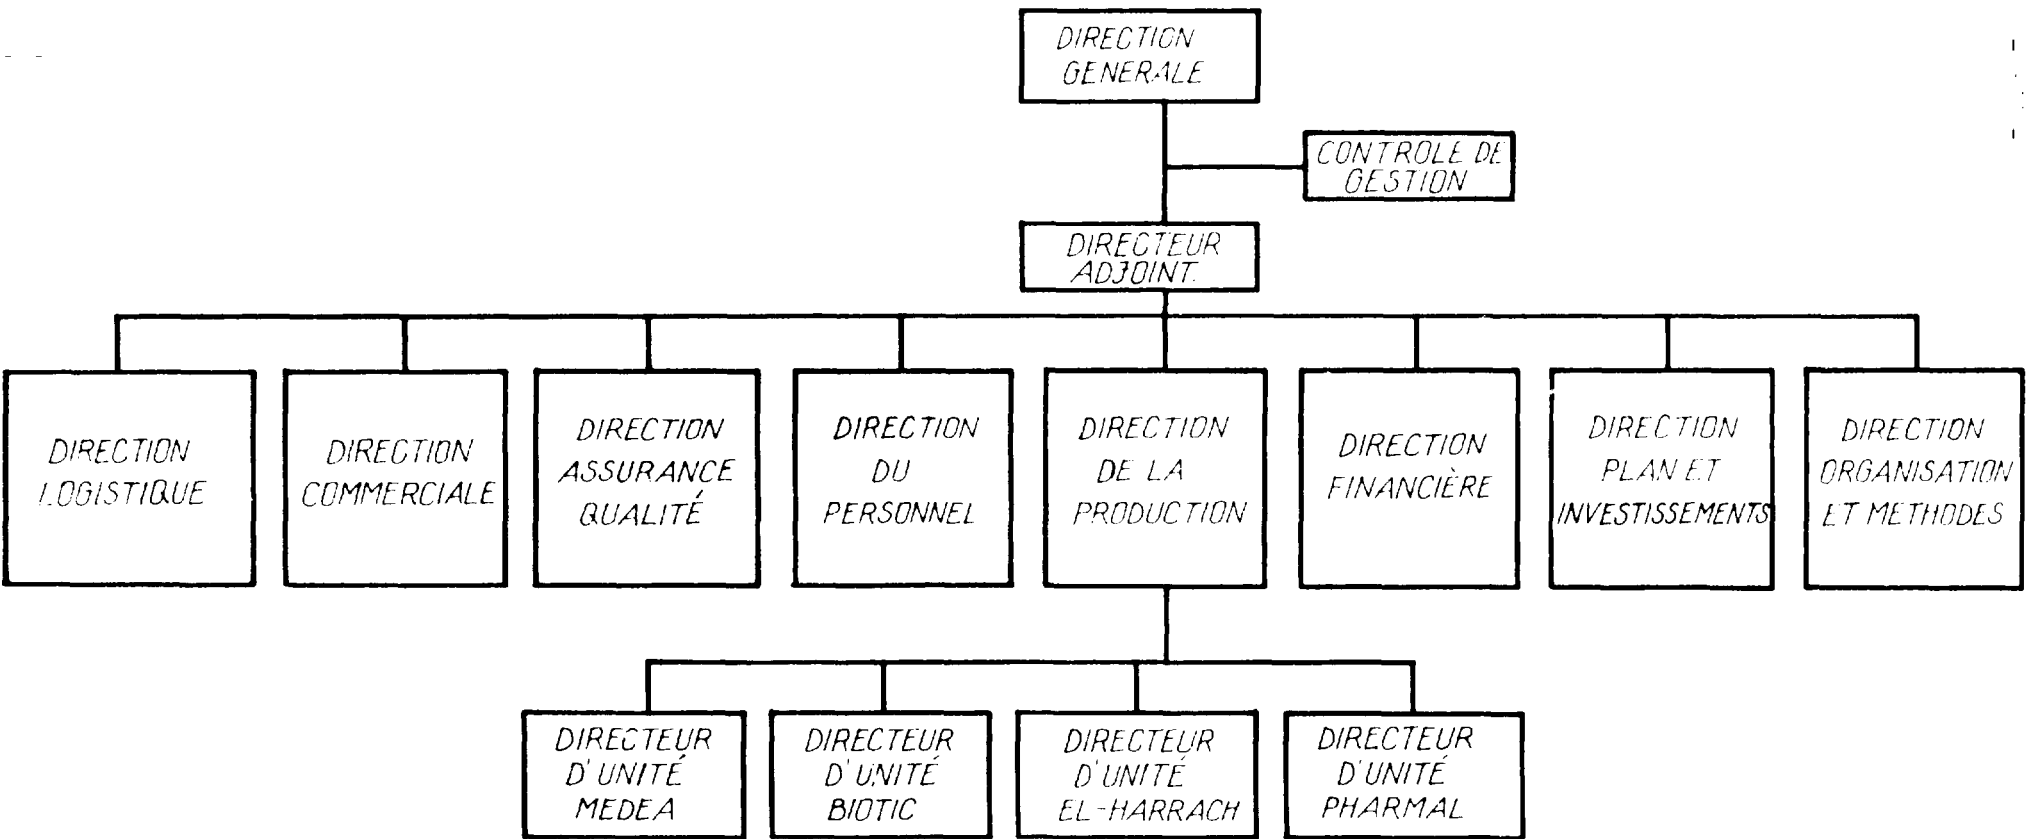 DIRECTION
GENERALE
CONTROLE DE
GESTION
DIRECTEUR
ADJOINT.
DIRECTION
LOGISTIQUE
DIRECTION
COMMERCIALE
DIRECTION
ASSURANCE
QUALITÉ
DIRECTION
DU
PERSONNEL
DIRECTION
DE LA
PRODUCTION
DIRECTION
FINANCIÈRE
DIRECTION
PLAN ET
INVESTISSEMENTS
DIRECTION
ORGANISATION
ET METHODES
DIRECTEUR
D'UNITÉ
MEDEA
DIRECTEUR
D'UNITÉ
BIOTIC
DIRECTEUR
D'UNITÉ
EL-HARRACH
DIRECTEUR
D'UNITÉ
PHARMAL